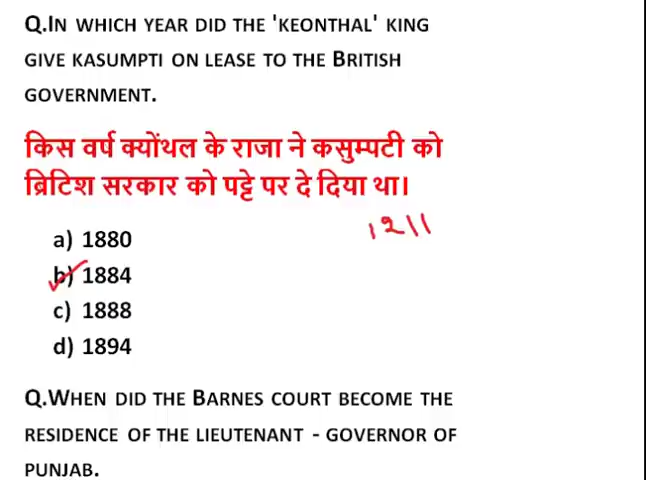 Q.In which year did the 'Keonthal' king
give Kasumpti on lease to the British
government.
किस वर्ष क्योंथल के राजा ने कसुम्पटी को
ब्रिटिश सरकार को पट्टे पर दे दिया था।
1211
a) 1880
b) 1884
c) 1888
d) 1894
Q.When did the Barnes court become the
residence of the lieutenant - governor of
punjab.